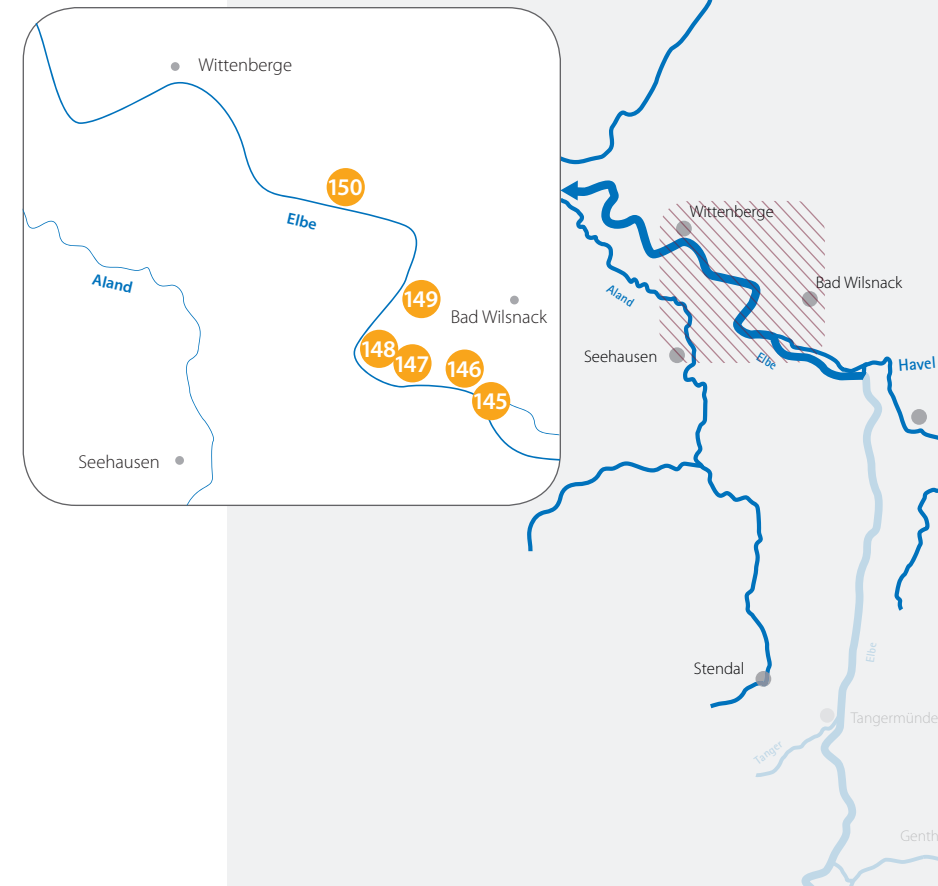 Wittenberge
150
Elbe
Aland
149
Bad Wilsnack
148
147
146
145
Seehausen
Wittenberge
Bad Wilsnack
Aland
Seehausen
Elbe
Havel
Elbe
Stendal
Tangermünde
Tanger
Genth